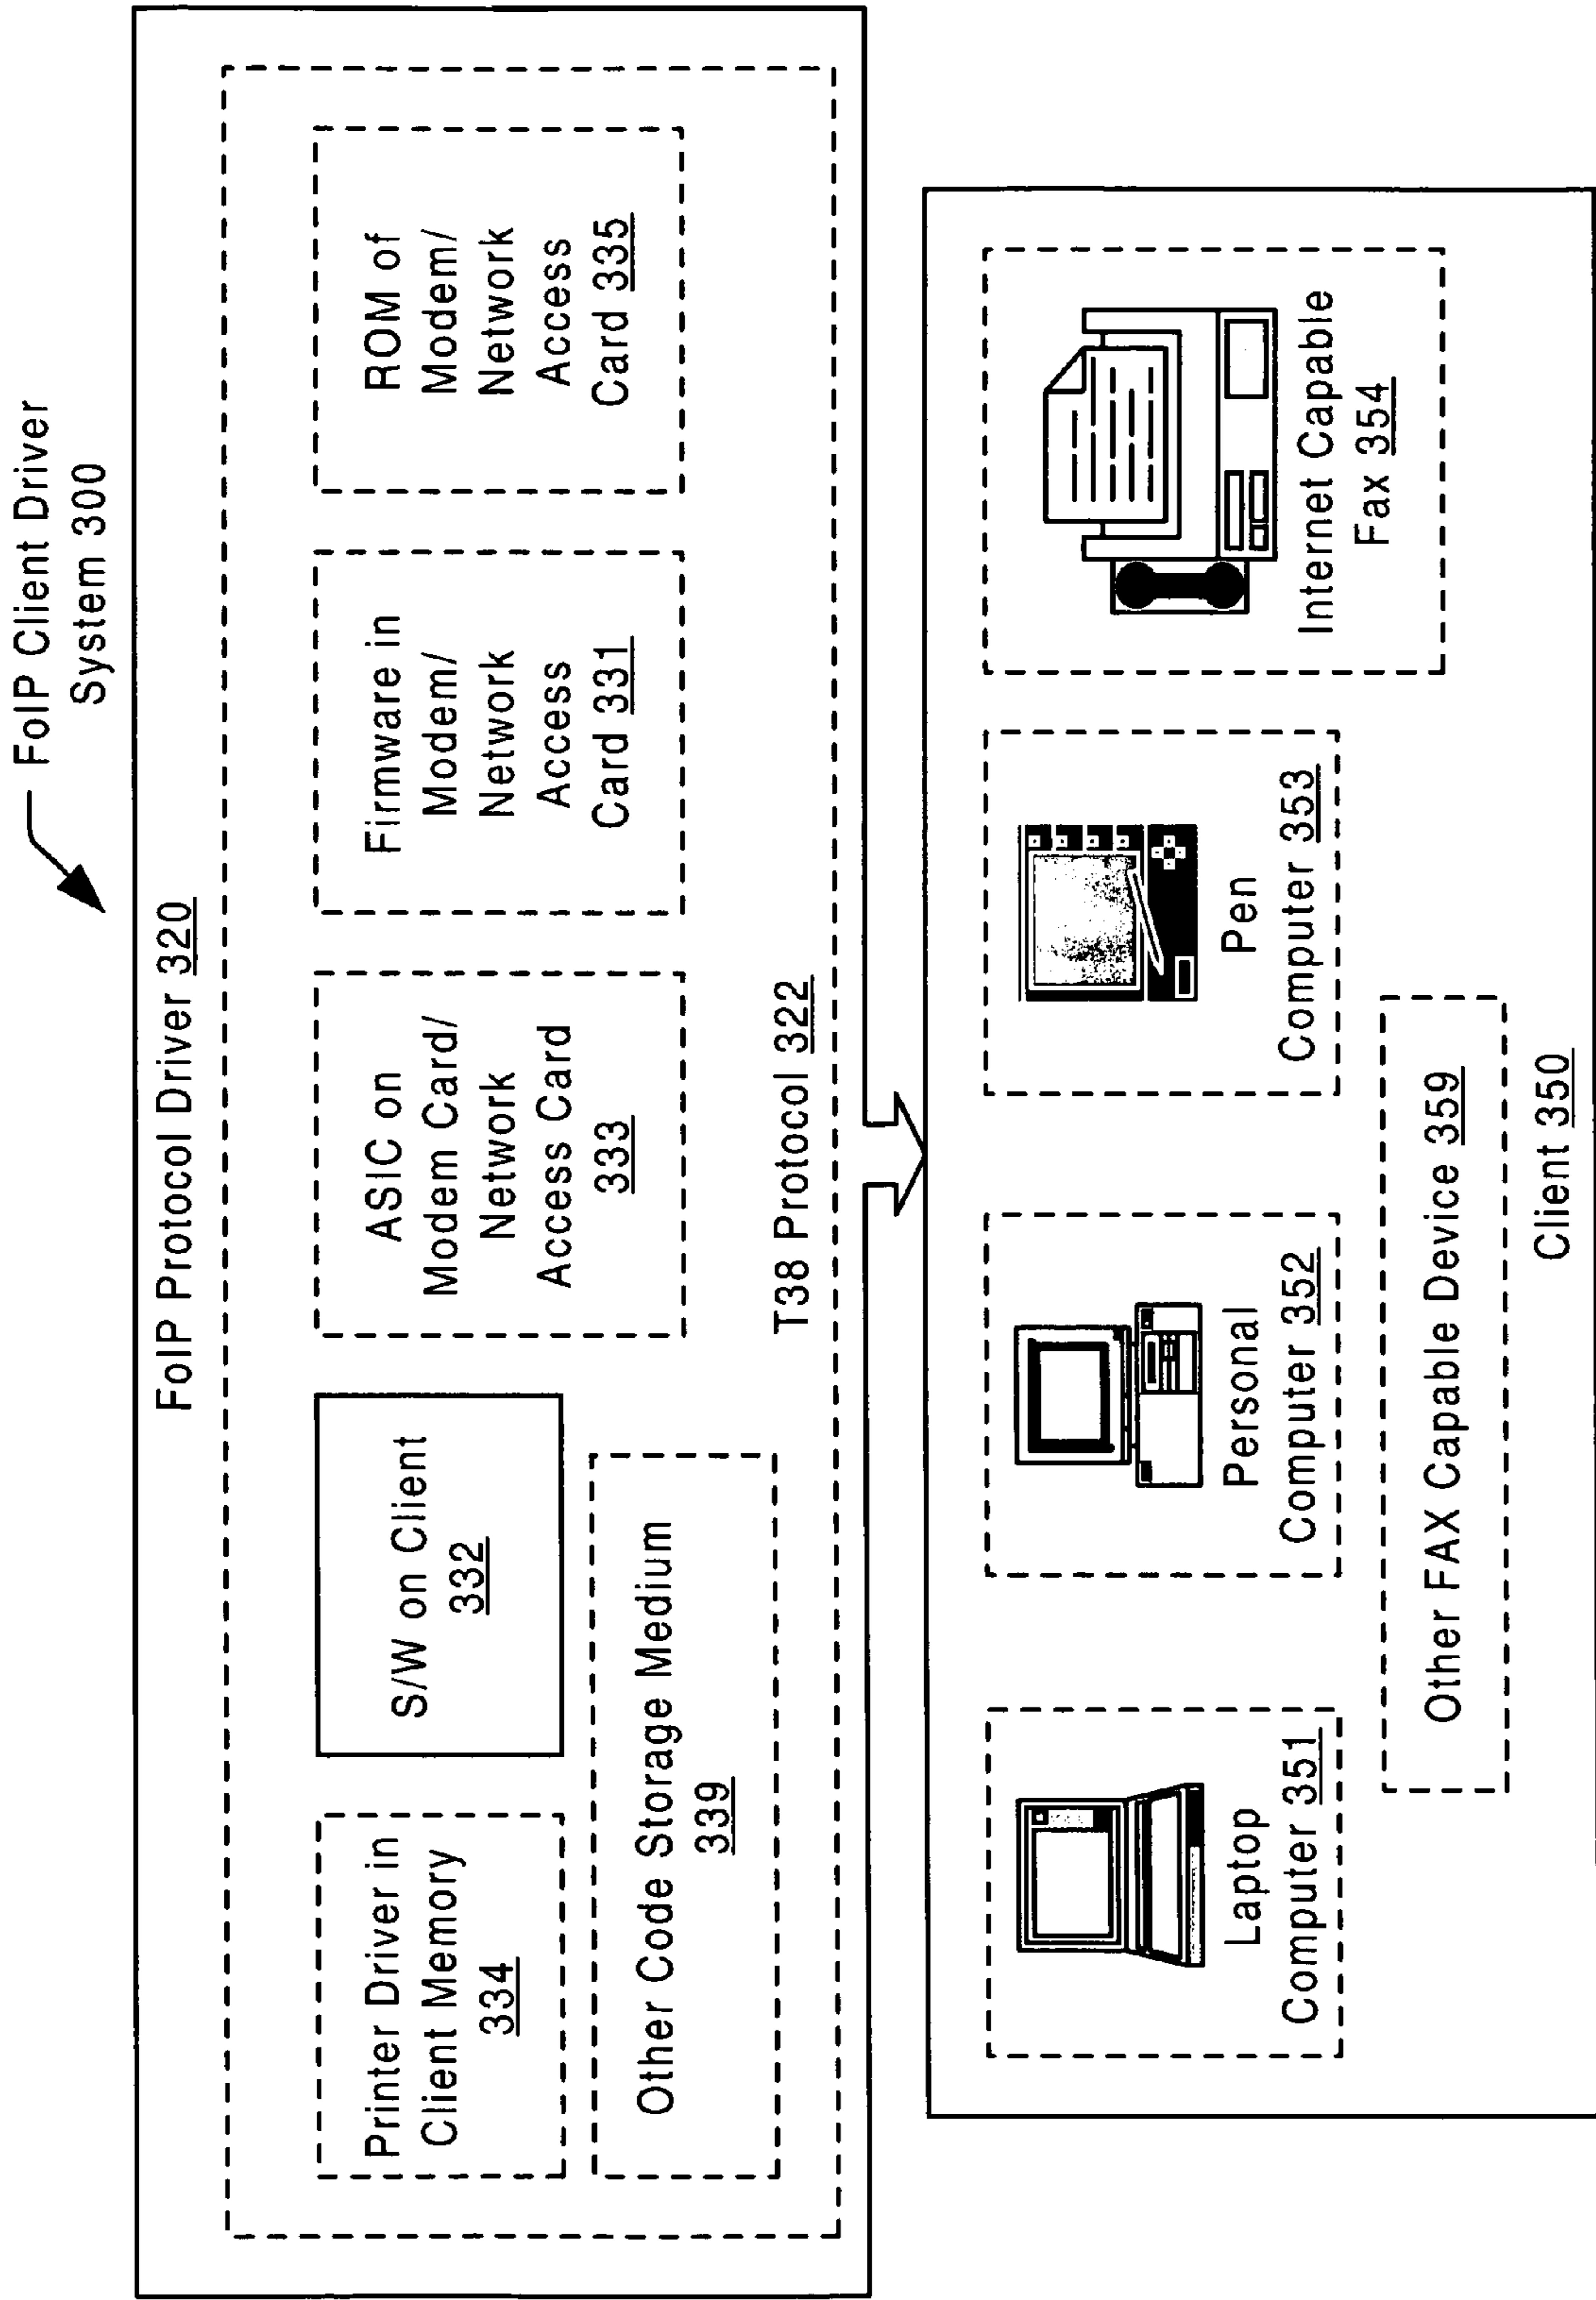 FoIP Client Driver
System 300
FoIP Protocol Driver 320
Printer Driver in
Client Memory
334
S/W on Client
332
ASIC on
Modem Card/
Network
Access Card
333
Firmware in
Modem/
Network
Access
Card 331
ROM of
Modem/
Network
Access
Card 335
Other Code Storage Medium
339
T38 Protocol 322
Laptop
Computer 351
Personal
Computer 352
Pen
Computer 353
Internet Capable
Fax 354
Other FAX Capable Device 359
Client 350